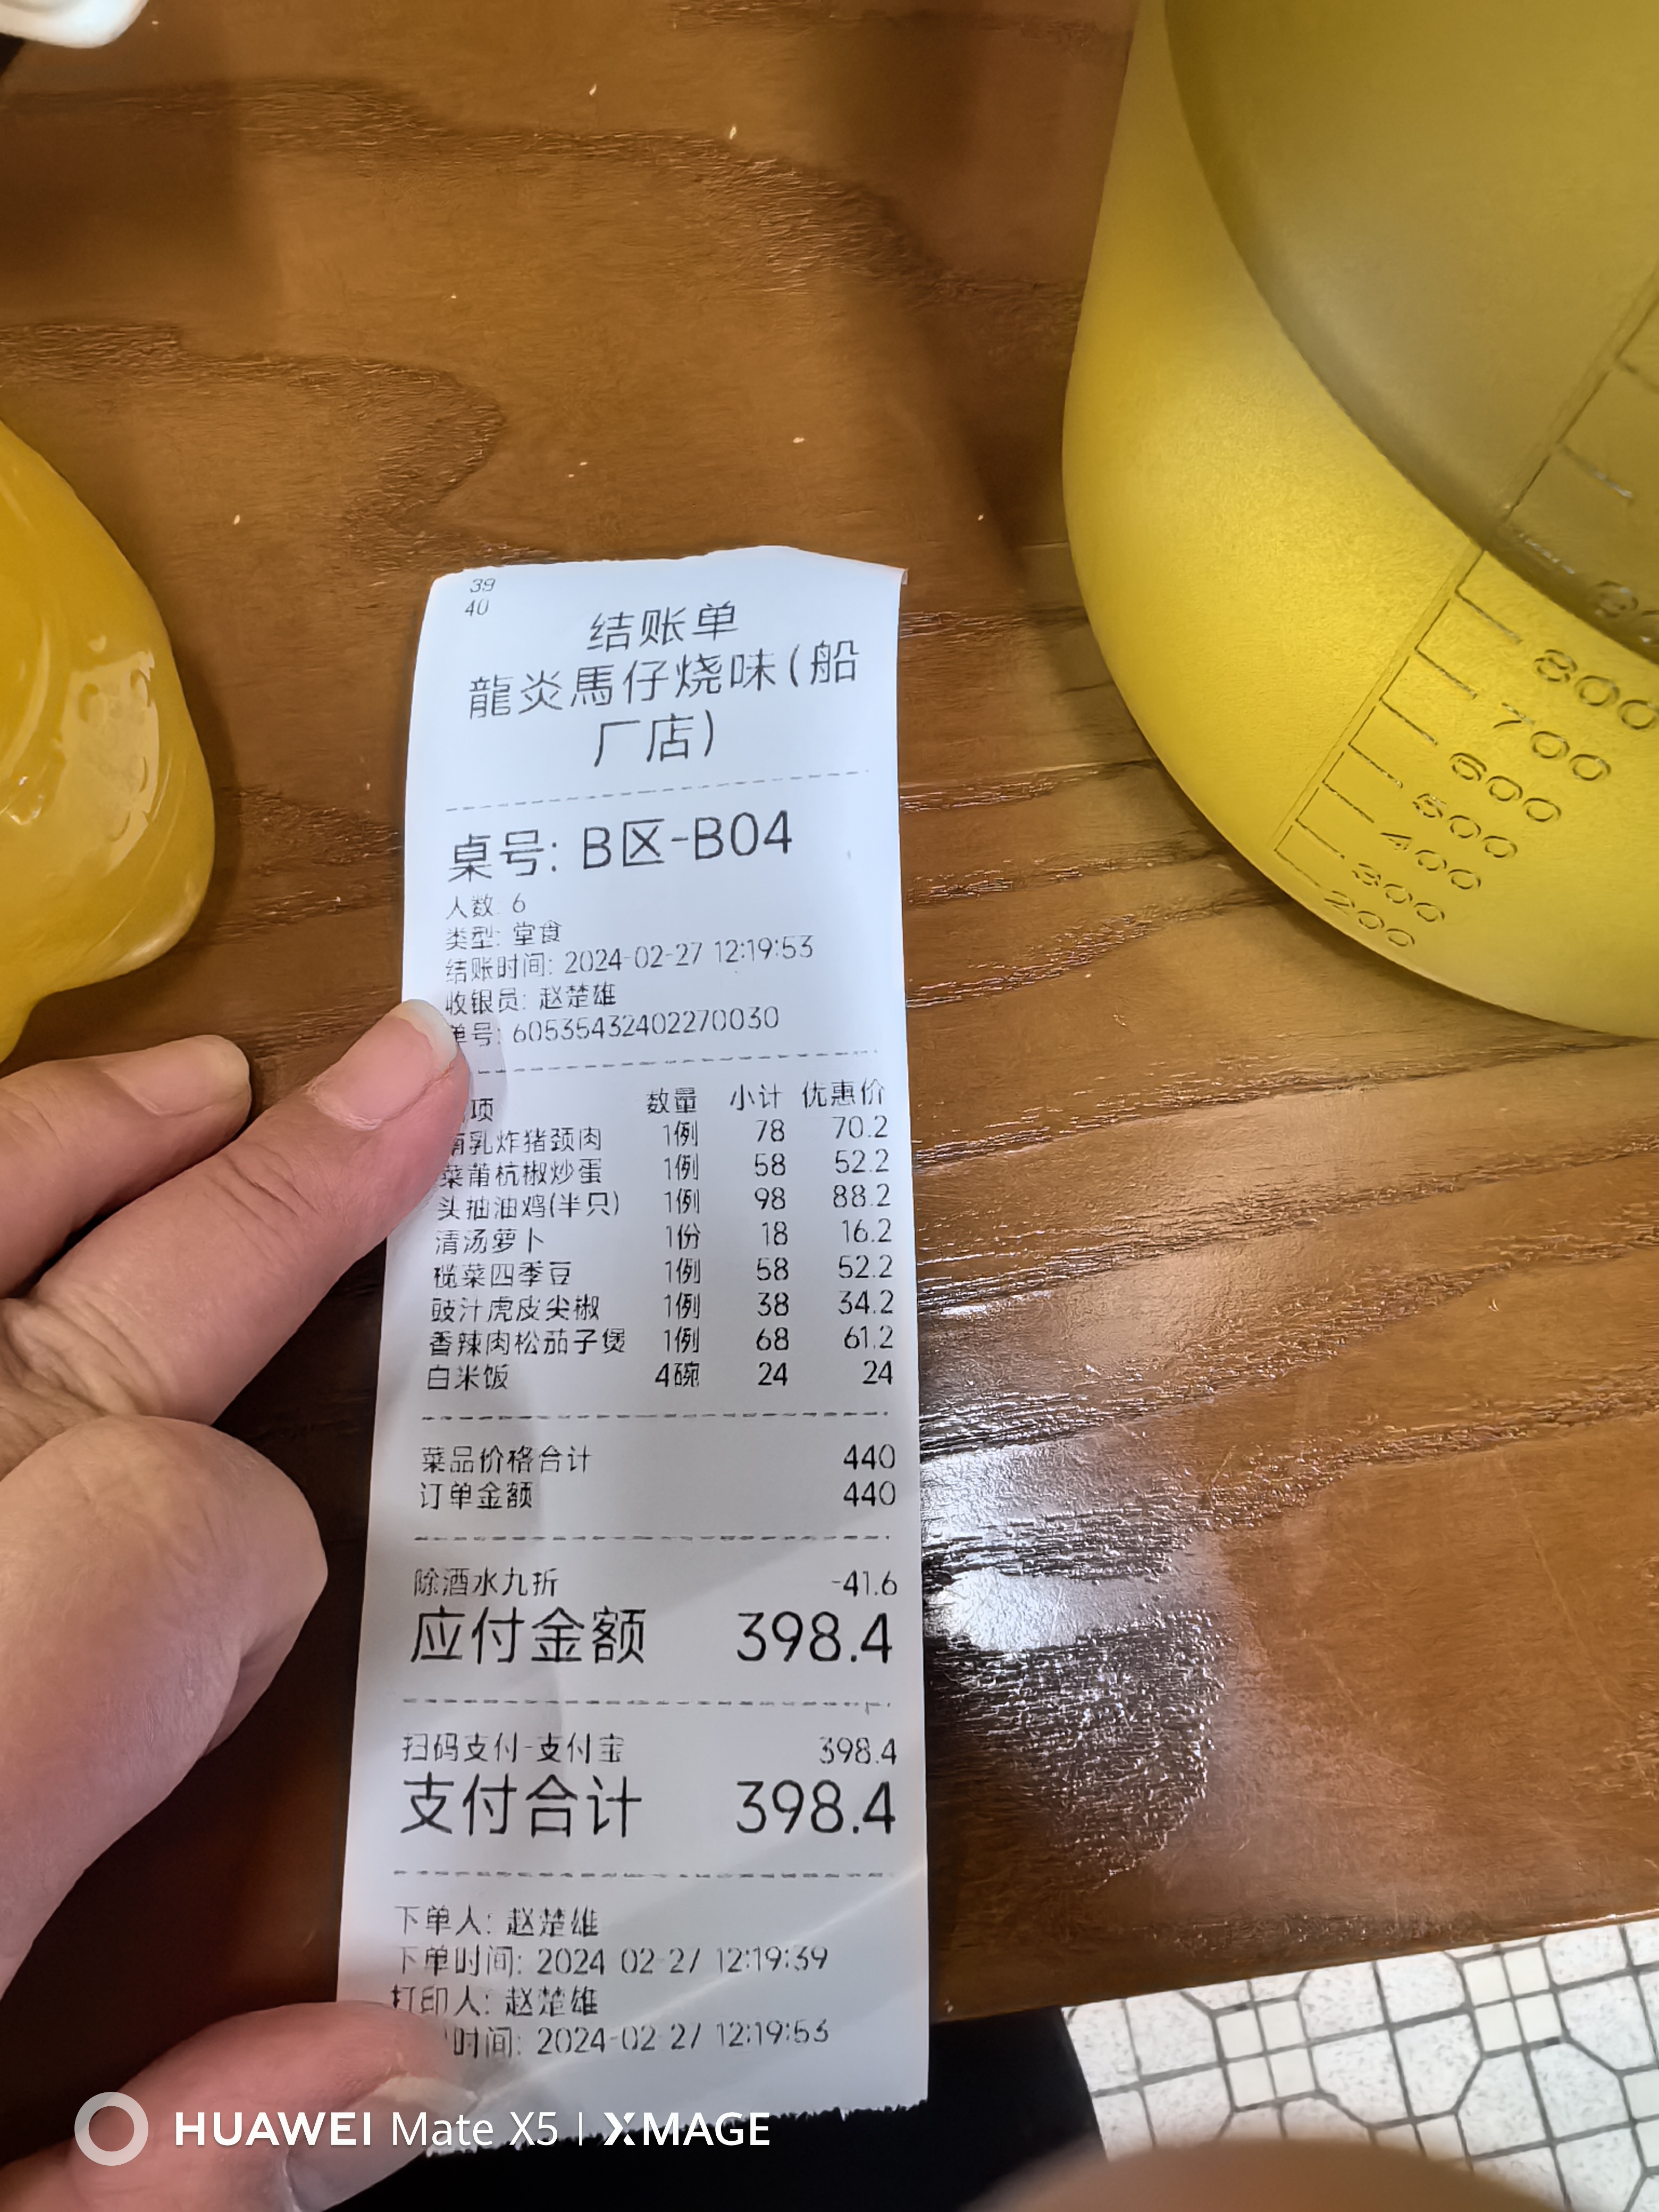 39
40
结账单
龍炎馬仔烧味(船
厂店)
桌号: B区-B04
人数: 6
类型: 堂食
结账时间: 2024-02-27 12:19:53
收银员: 赵楚雄
单号: 60535432402270030
项 数量 小计 优惠价
南乳炸猪颈肉 1例 78 70.2
菜莆杭椒炒蛋 1例 58 52.2
头抽油鸡(半只) 1例 98 88.2
清汤萝卜 1份 18 16.2
榄菜四季豆 1例 58 52.2
豉汁虎皮尖椒 1例 38 34.2
香辣肉松茄子煲 1例 68 61.2
白米饭 4碗 24 24
菜品价格合计 440
订单金额 440
除酒水九折 -41.6
应付金额 398.4
扫码支付-支付宝 398.4
支付合计 398.4
下单人: 赵楚雄
下单时间: 2024-02-27 12:19:39
打印人: 赵楚雄
时间: 2024-02-27 12:19:53
800
700
600
500
400
300
200
HUAWEI Mate X5 | XMAGE